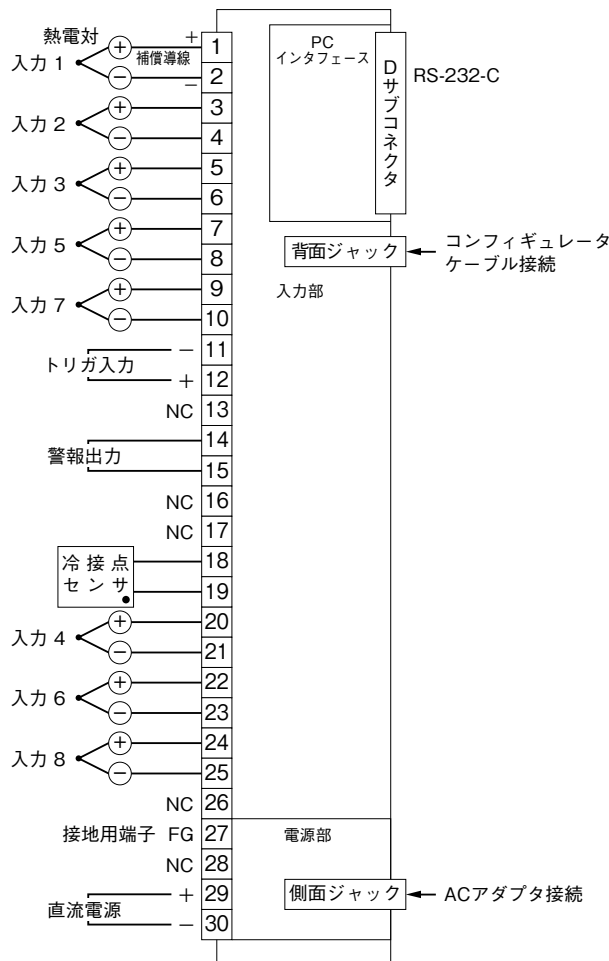 熱電対
入力 1
+ + 1
補償導線
− − 2
PC
インタフェース
Dサブコネクタ
RS-232-C
入力 2
+ 3
− 4
入力 3
+ 5
− 6
入力 5
+ 7
− 8
背面ジャック
コンフィギュレータ
ケーブル接続
入力 7
+ 9
− 10
入力部
トリガ入力
− 11
+ 12
NC 13
警報出力
14
15
NC 16
NC 17
冷接点
センサ
18
19
入力 4
+ 20
− 21
入力 6
+ 22
− 23
入力 8
+ 24
− 25
NC 26
接地用端子 FG 27
電源部
NC 28
直流電源
+ 29
− 30
側面ジャック
ACアダプタ接続